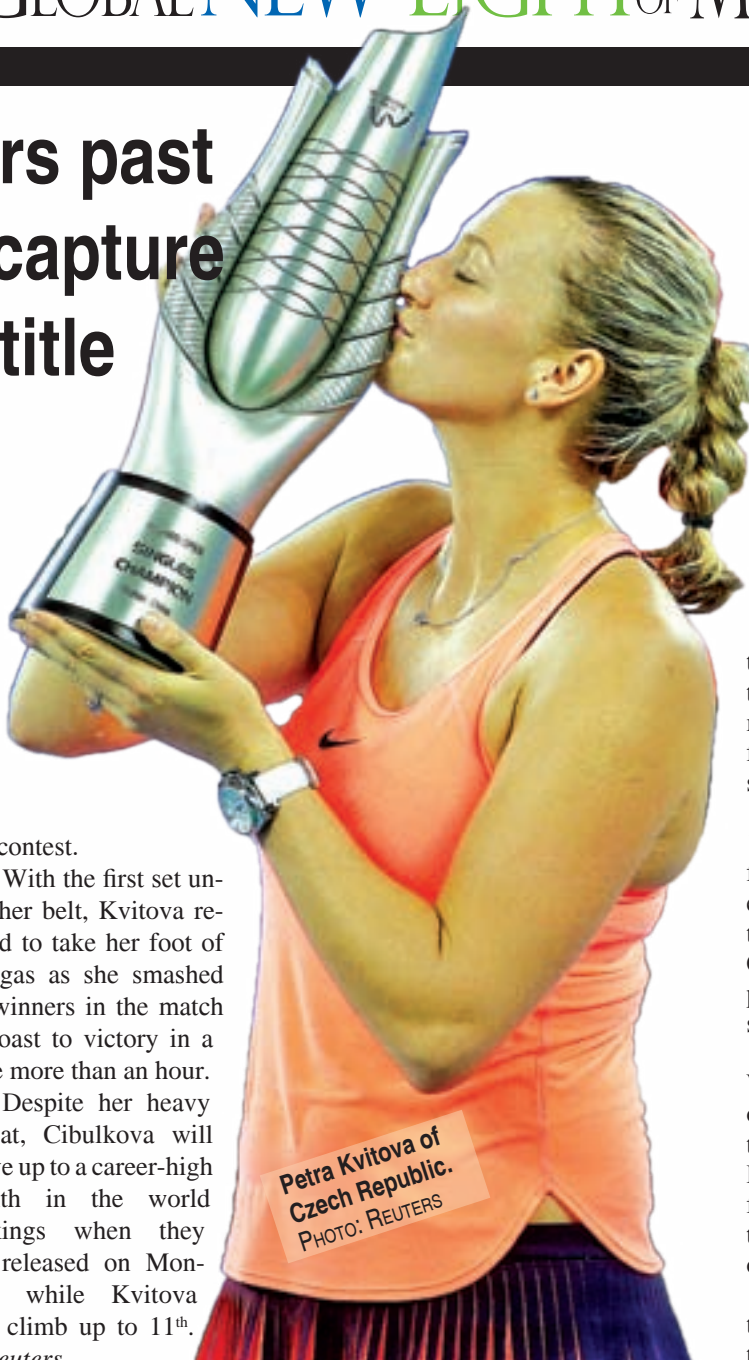 GLOBAL NEW LIGHT OF M
rs past
capture
title
SINGLES
CHAMPION
contest.
With the first set un-
her belt, Kvitova re-
d to take her foot of
gas as she smashed
winners in the match
oast to victory in a
e more than an hour.
Despite her heavy
at, Cibulkova will
ve up to a career-high
th in the world
ings when they
released on Mon-
while Kvitova
climb up to 11th.
euters
Petra Kvitova of
Czech Republic.
PHOTO: REUTERS